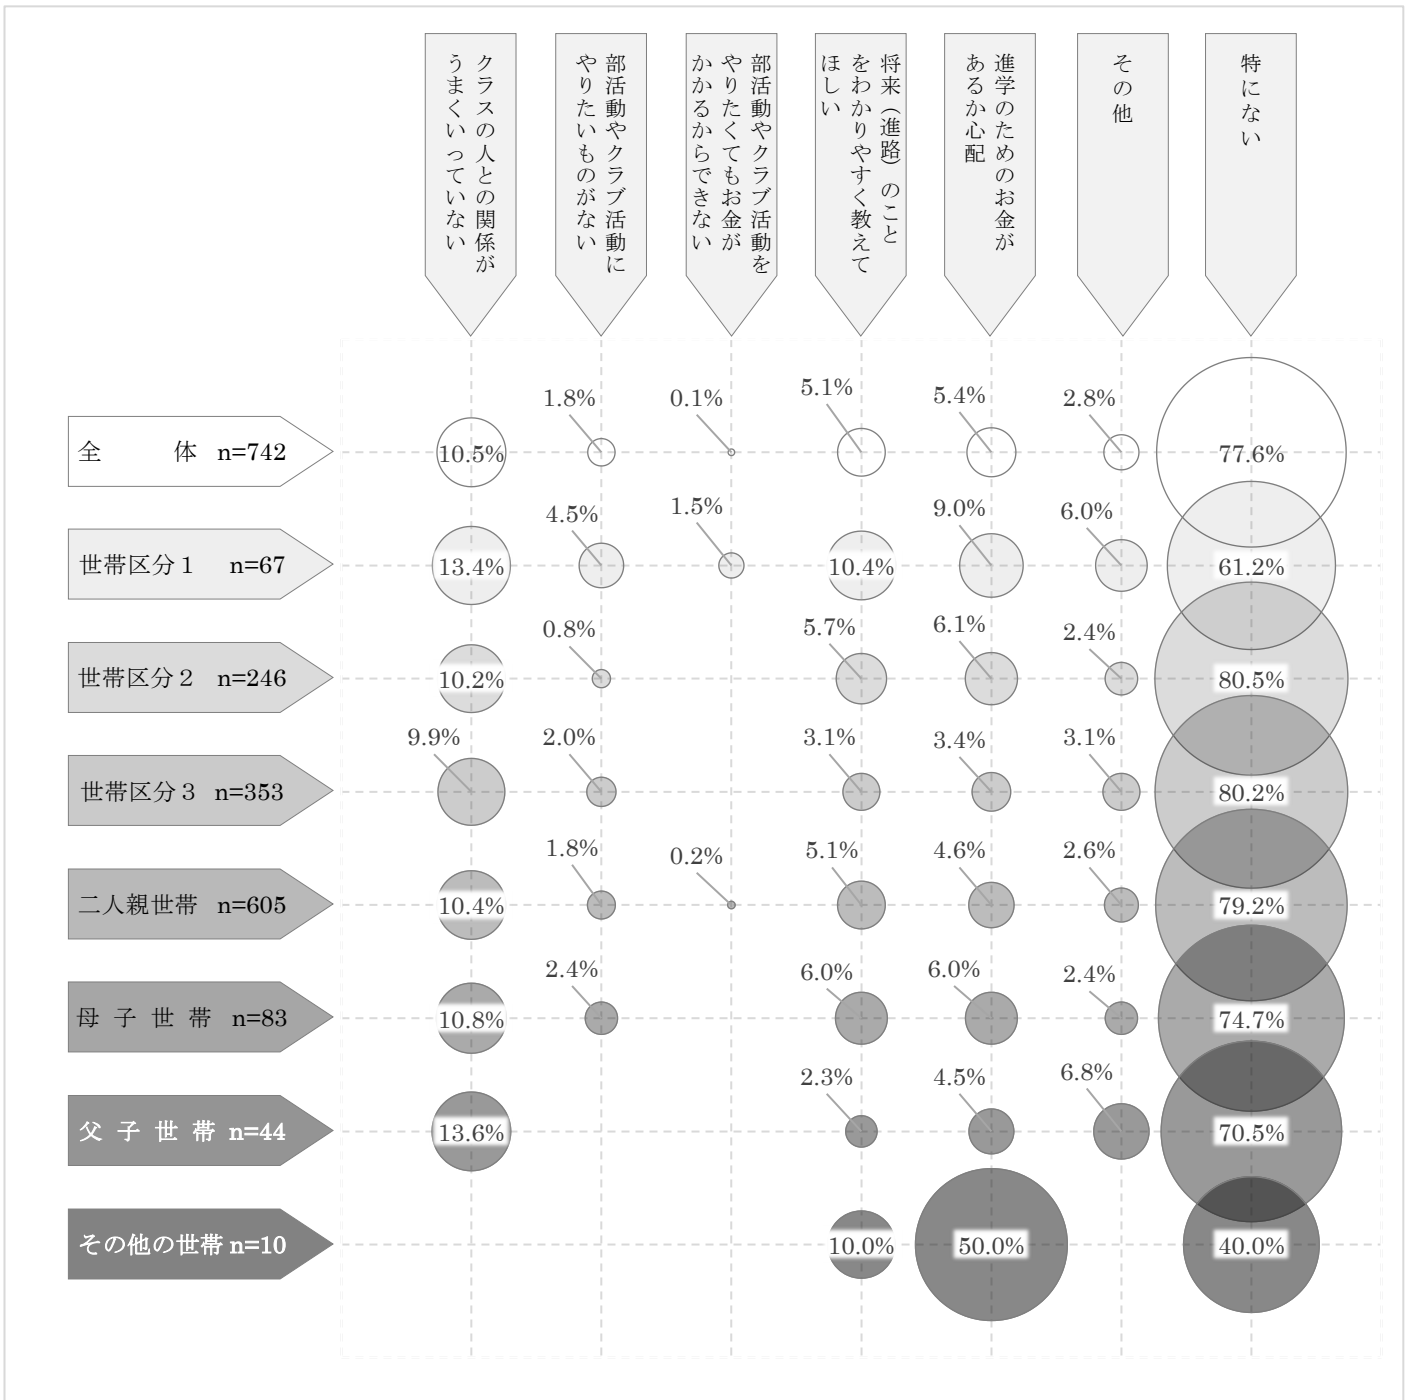 クラスの人との関係が
うまくいっていない
部活動やクラブ活動に
やりたいものがない
部活動やクラブ活動を
やりたくてもお金が
かかるからできない
将来（進路）のこと
をわかりやすく教えて
ほしい
進学のためのお金が
あるか心配
その他
特にない
全 体 n=742
10.5%
1.8%
0.1%
5.1%
5.4%
2.8%
77.6%
世帯区分１ n=67
13.4%
4.5%
1.5%
10.4%
9.0%
6.0%
61.2%
世帯区分２ n=246
10.2%
0.8%
5.7%
6.1%
2.4%
80.5%
世帯区分３ n=353
9.9%
2.0%
3.1%
3.4%
3.1%
80.2%
二人親世帯 n=605
10.4%
1.8%
0.2%
5.1%
4.6%
2.6%
79.2%
母 子 世 帯 n=83
10.8%
2.4%
6.0%
6.0%
2.4%
74.7%
父 子 世 帯 n=44
13.6%
2.3%
4.5%
6.8%
70.5%
その他の世帯 n=10
10.0%
50.0%
40.0%